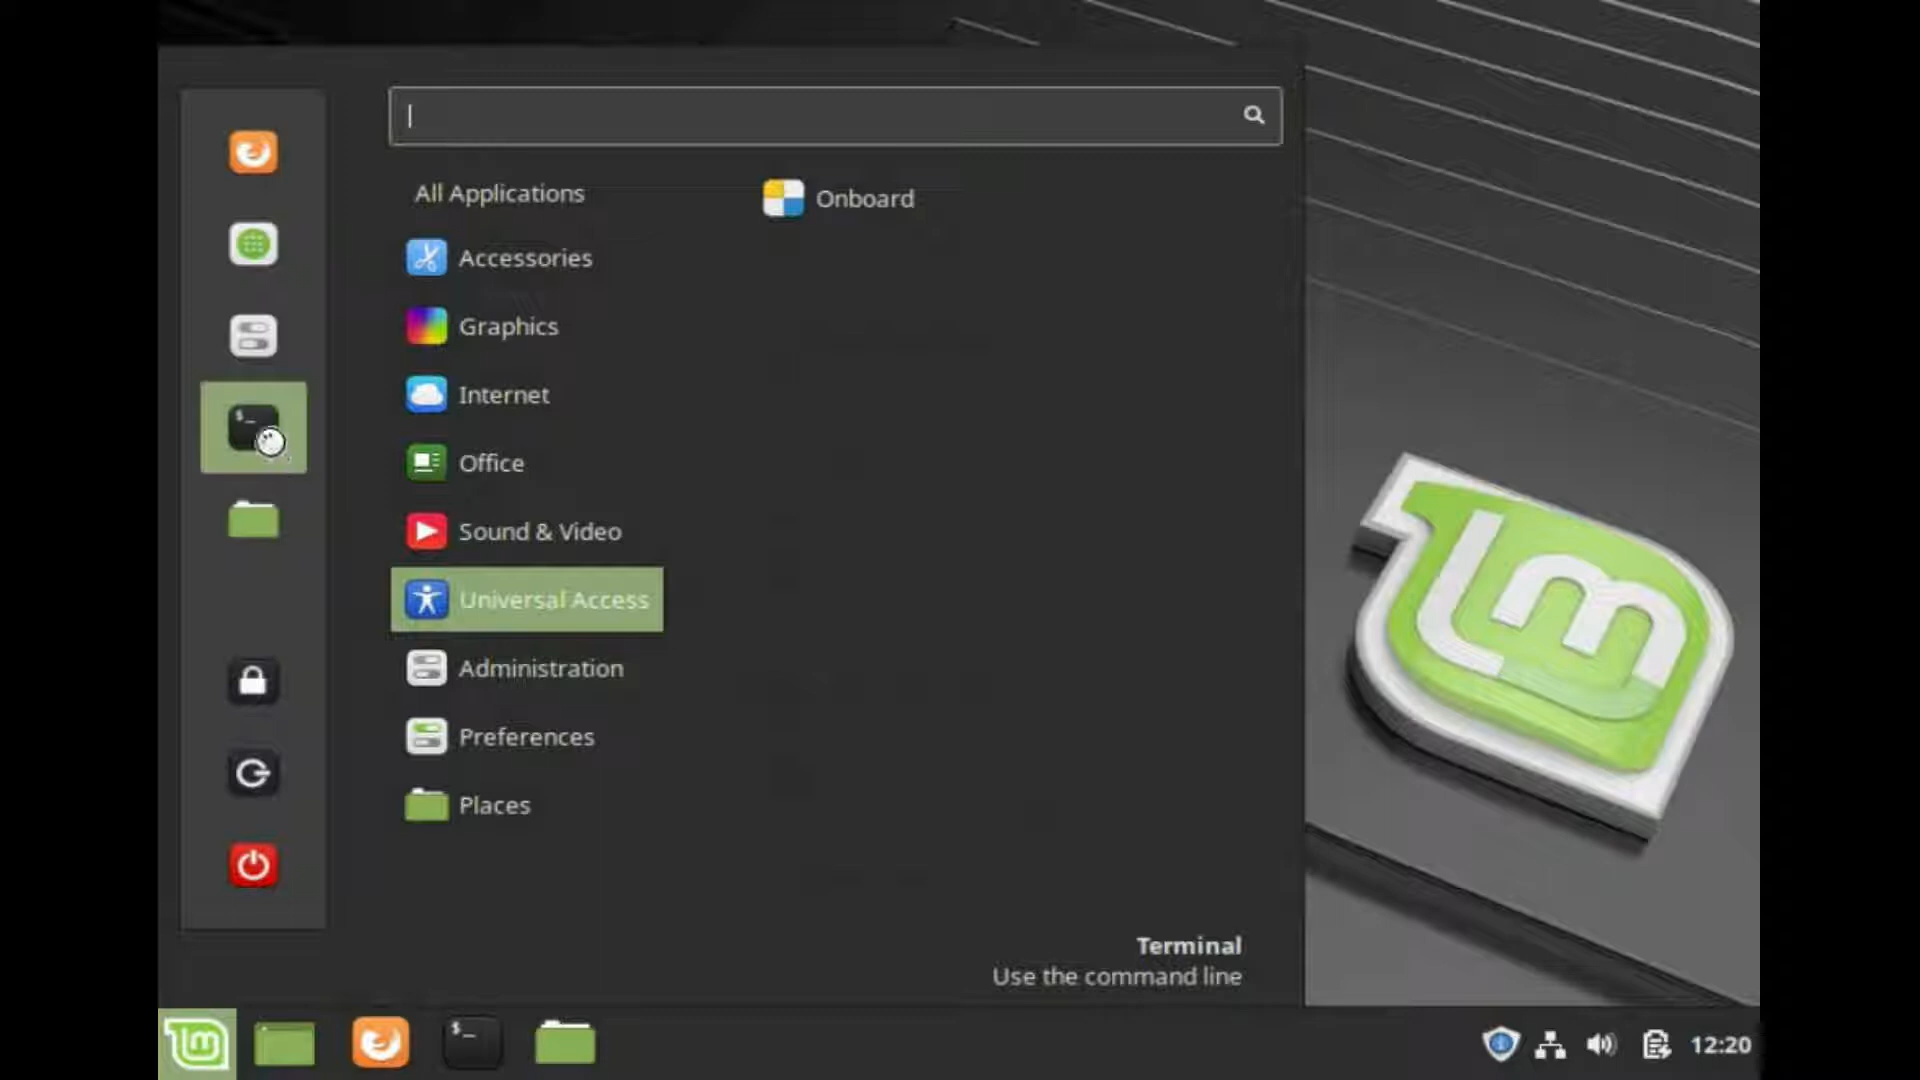 All Applications
Onboard
Accessories
Graphics
Internet
Office
Sound & Video
Universal Access
Administration
Preferences
Places
Terminal
Use the command line
12:20